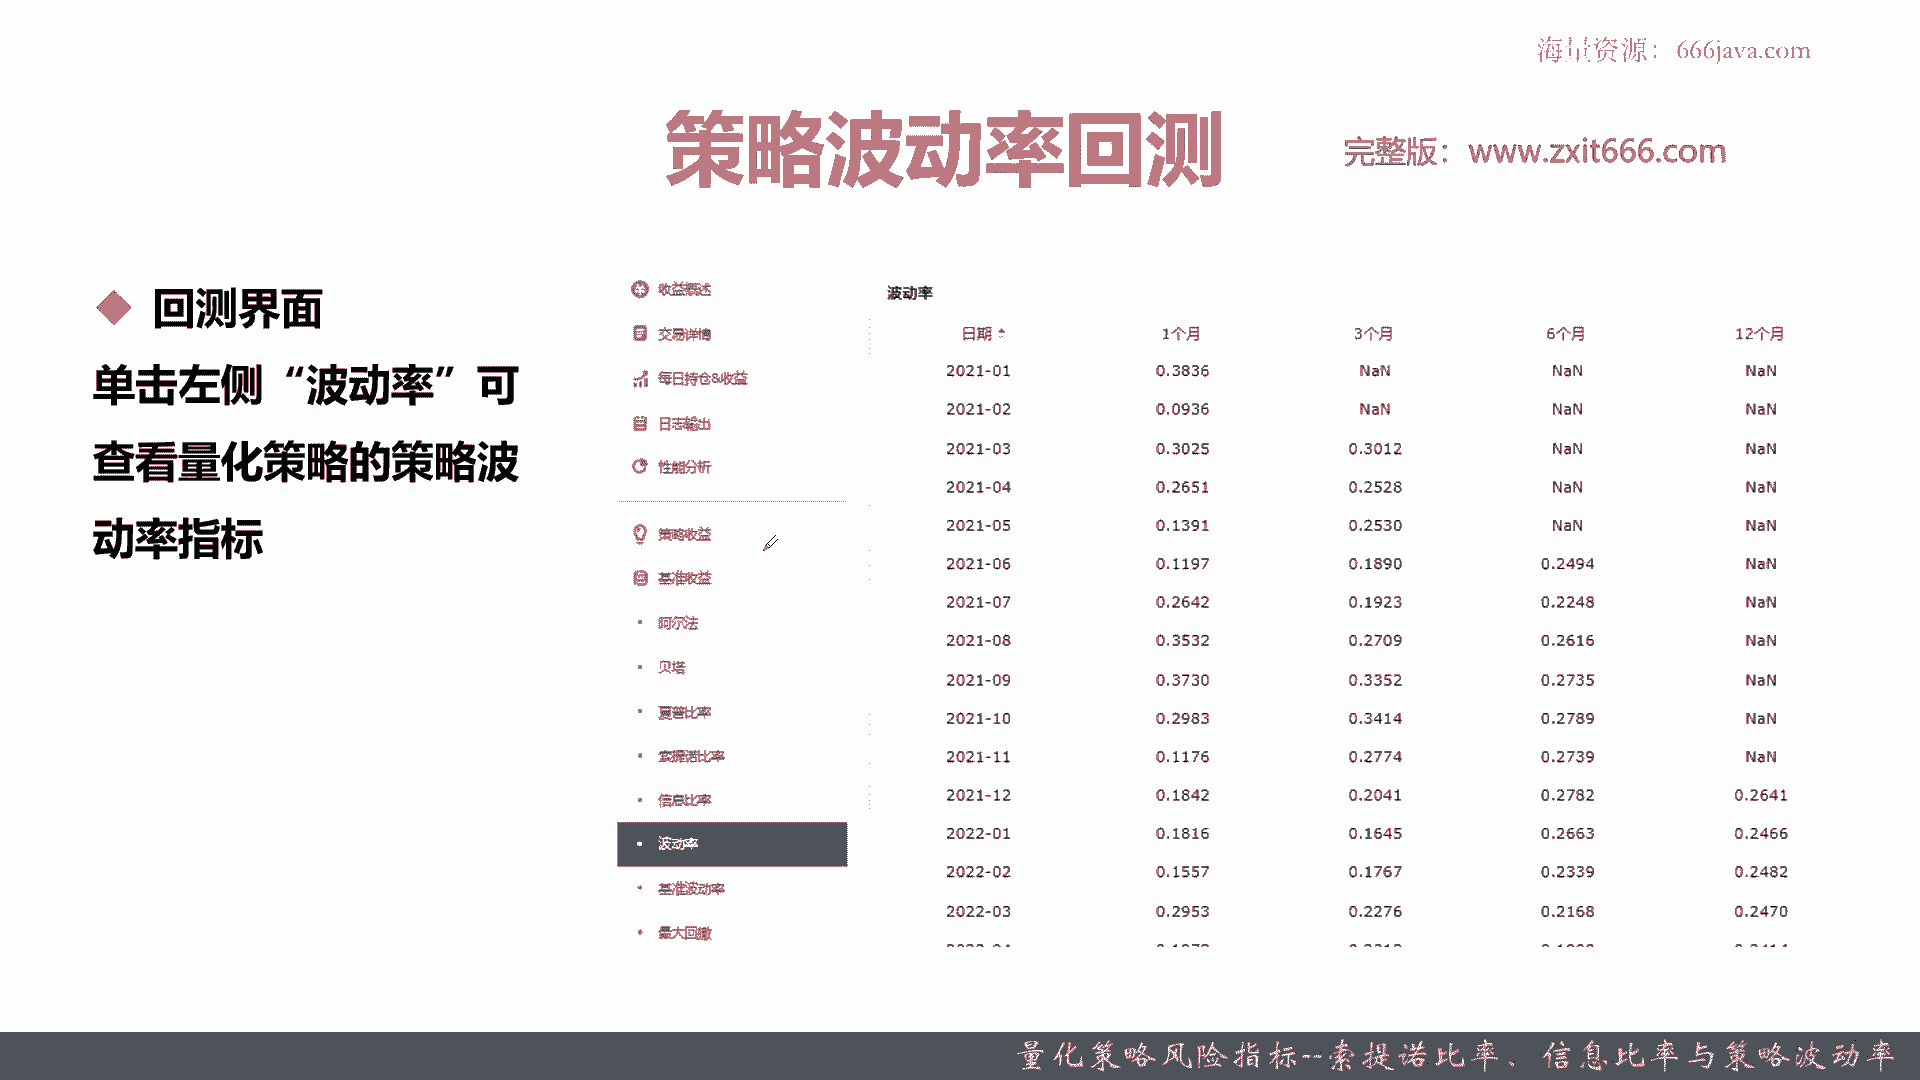 海量资源：666java.com
策略波动率回测
完整版：www.zxit666.com
回测界面
单击左侧“波动率”可
查看量化策略的策略波
动率指标
收益概述
交易详情
每日持仓&收益
日志输出
性能分析
策略收益
基准收益
阿尔法
贝塔
夏普比率
索提诺比率
信息比率
波动率
基准波动率
最大回撤
波动率
日期 1个月 3个月 6个月 12个月
2021-01 0.3836 NaN NaN NaN
2021-02 0.0936 NaN NaN NaN
2021-03 0.3025 0.3012 NaN NaN
2021-04 0.2651 0.2528 NaN NaN
2021-05 0.1391 0.2530 NaN NaN
2021-06 0.1197 0.1890 0.2494 NaN
2021-07 0.2642 0.1923 0.2248 NaN
2021-08 0.3532 0.2709 0.2616 NaN
2021-09 0.3730 0.3352 0.2735 NaN
2021-10 0.2983 0.3414 0.2789 NaN
2021-11 0.1176 0.2774 0.2739 NaN
2021-12 0.1842 0.2041 0.2782 0.2641
2022-01 0.1816 0.1645 0.2663 0.2466
2022-02 0.1557 0.1767 0.2339 0.2482
2022-03 0.2953 0.2276 0.2168 0.2470
量化策略风险指标--索提诺比率、信息比率与策略波动率